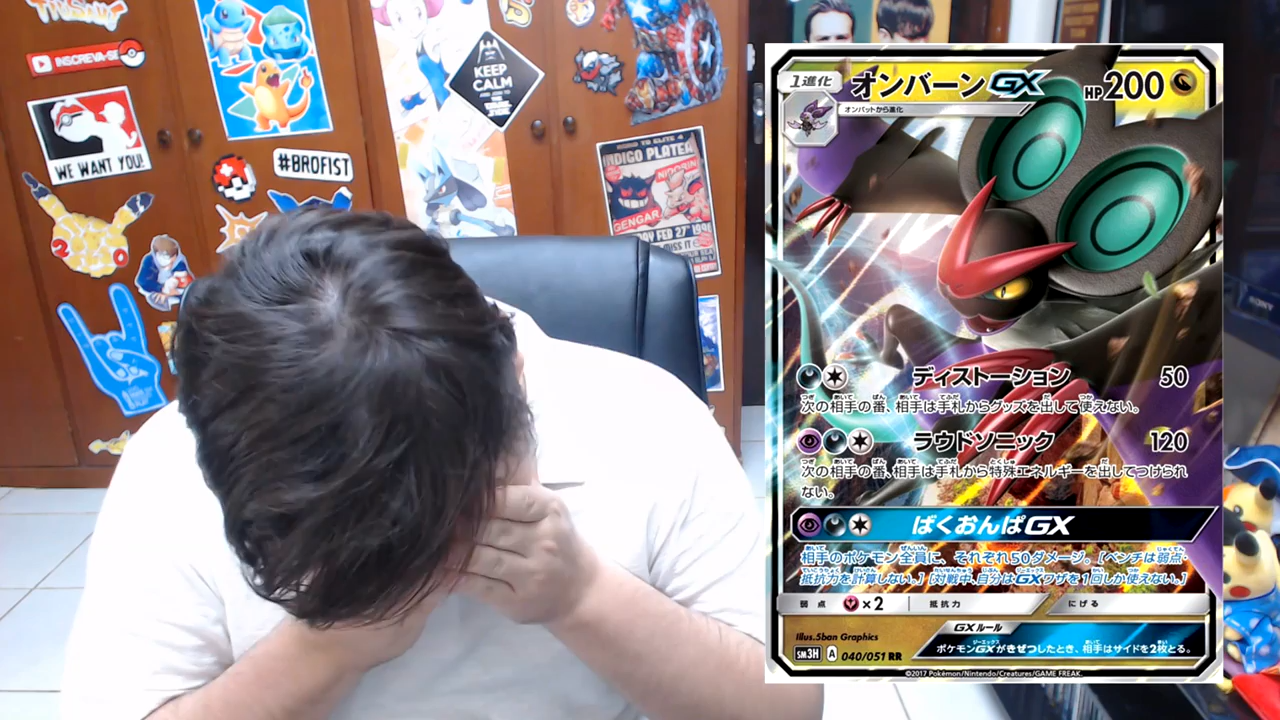 INSCREVA-SE
WE WANT YOU!
#BROFIST
KEEP
CALM
ROAD TO ELITE 4
INDIGO PLATEA
NIDORIN
GENGAR
DAY FEB 27th 1996
1進化
オンバーンGX
HP200
オンバットから進化
ディストーション 50
次の相手の番、相手は手札からグッズを出して使えない。
ラウドソニック 120
次の相手の番、相手は手札から特殊エネルギーを出してつけられ
ない。
ばくおんぱGX
相手のポケモン全員に、それぞれ50ダメージ。[ベンチは弱点・
抵抗力を計算しない。][対戦中、自分はGXワザを1回しか使えない。]
弱点 ×2 抵抗力 にげる
GXルール
ポケモンGXがきぜつしたとき、相手はサイドを2枚とる。
Illus. 5ban Graphics
SM3H A 040/051 RR
©2017 Pokémon/Nintendo/Creatures/GAME FREAK.
SONY